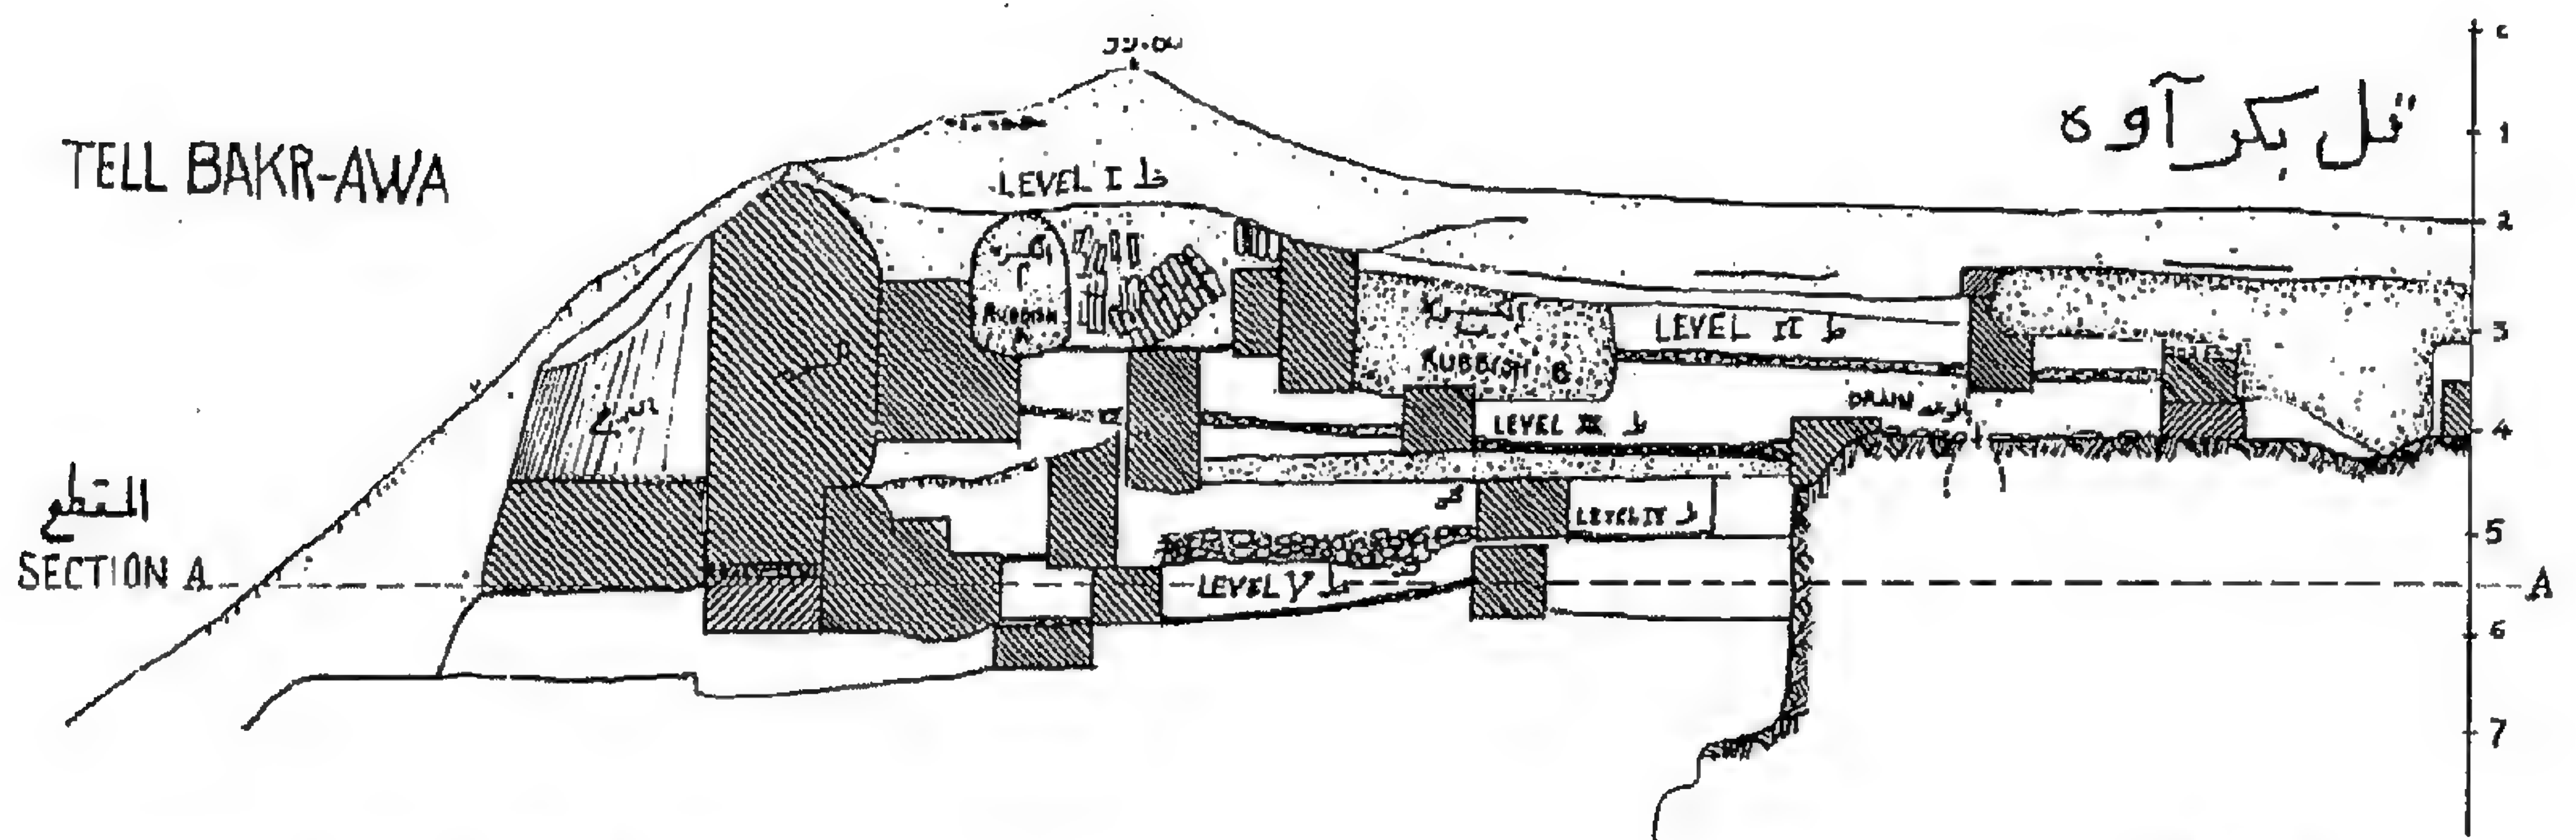 تل بكر آوه
TELL BAKR-AWA
LEVEL I ط
RUBBISH A
LEVEL II ط
RUBBISH B
DRAIN
LEVEL III ط
LEVEL IV ط
LEVEL V ط
المقطع
SECTION A
A
1
2
3
4
5
6
7